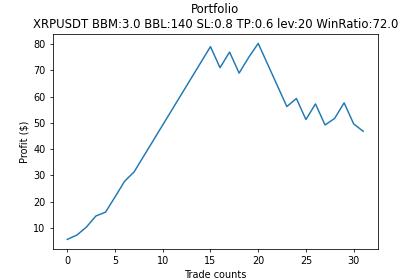 Portfolio
XRPUSDT BBM:3.0 BBL:140 SL:0.8 TP:0.6 lev:20 WinRatio:72.0
80
70
60
50
40
30
20
10
Profit ($)
0 5 10 15 20 25 30
Trade counts